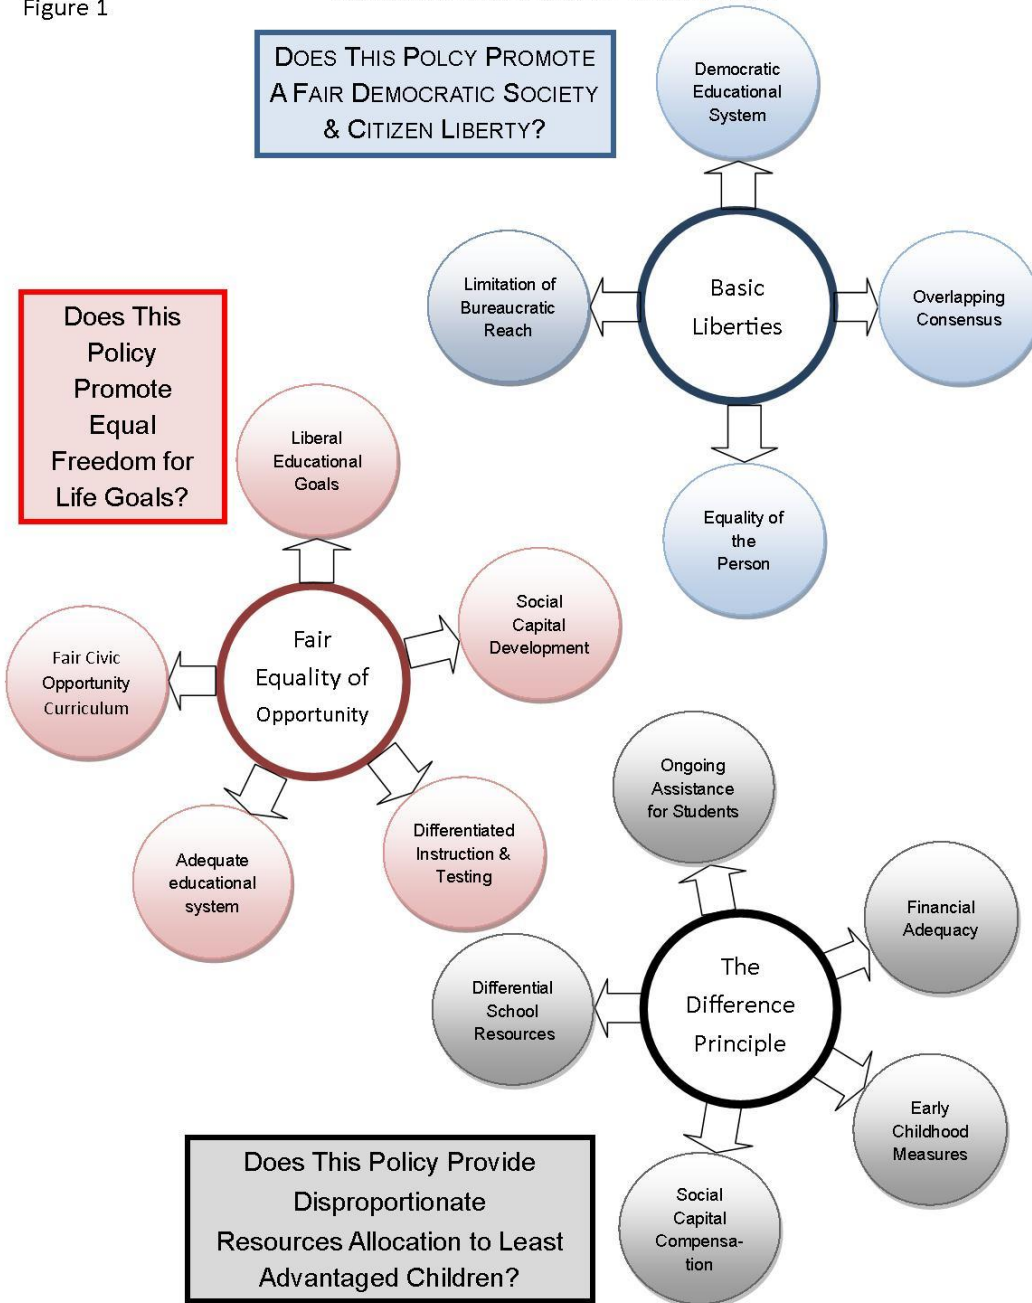 Figure 1
DOES THIS POLCY PROMOTE
A FAIR DEMOCRATIC SOCIETY
& CITIZEN LIBERTY?
Democratic
Educational
System
Limitation of
Bureaucratic
Reach
Basic
Liberties
Overlapping
Consensus
Equality of
the
Person
Does This
Policy
Promote
Equal
Freedom for
Life Goals?
Liberal
Educational
Goals
Social
Capital
Development
Fair Civic
Opportunity
Curriculum
Fair
Equality of
Opportunity
Adequate
educational
system
Differentiated
Instruction &
Testing
Ongoing
Assistance
for Students
Financial
Adequacy
Differential
School
Resources
The
Difference
Principle
Early
Childhood
Measures
Social
Capital
Compensa-
tion
Does This Policy Provide
Disproportionate
Resources Allocation to Least
Advantaged Children?